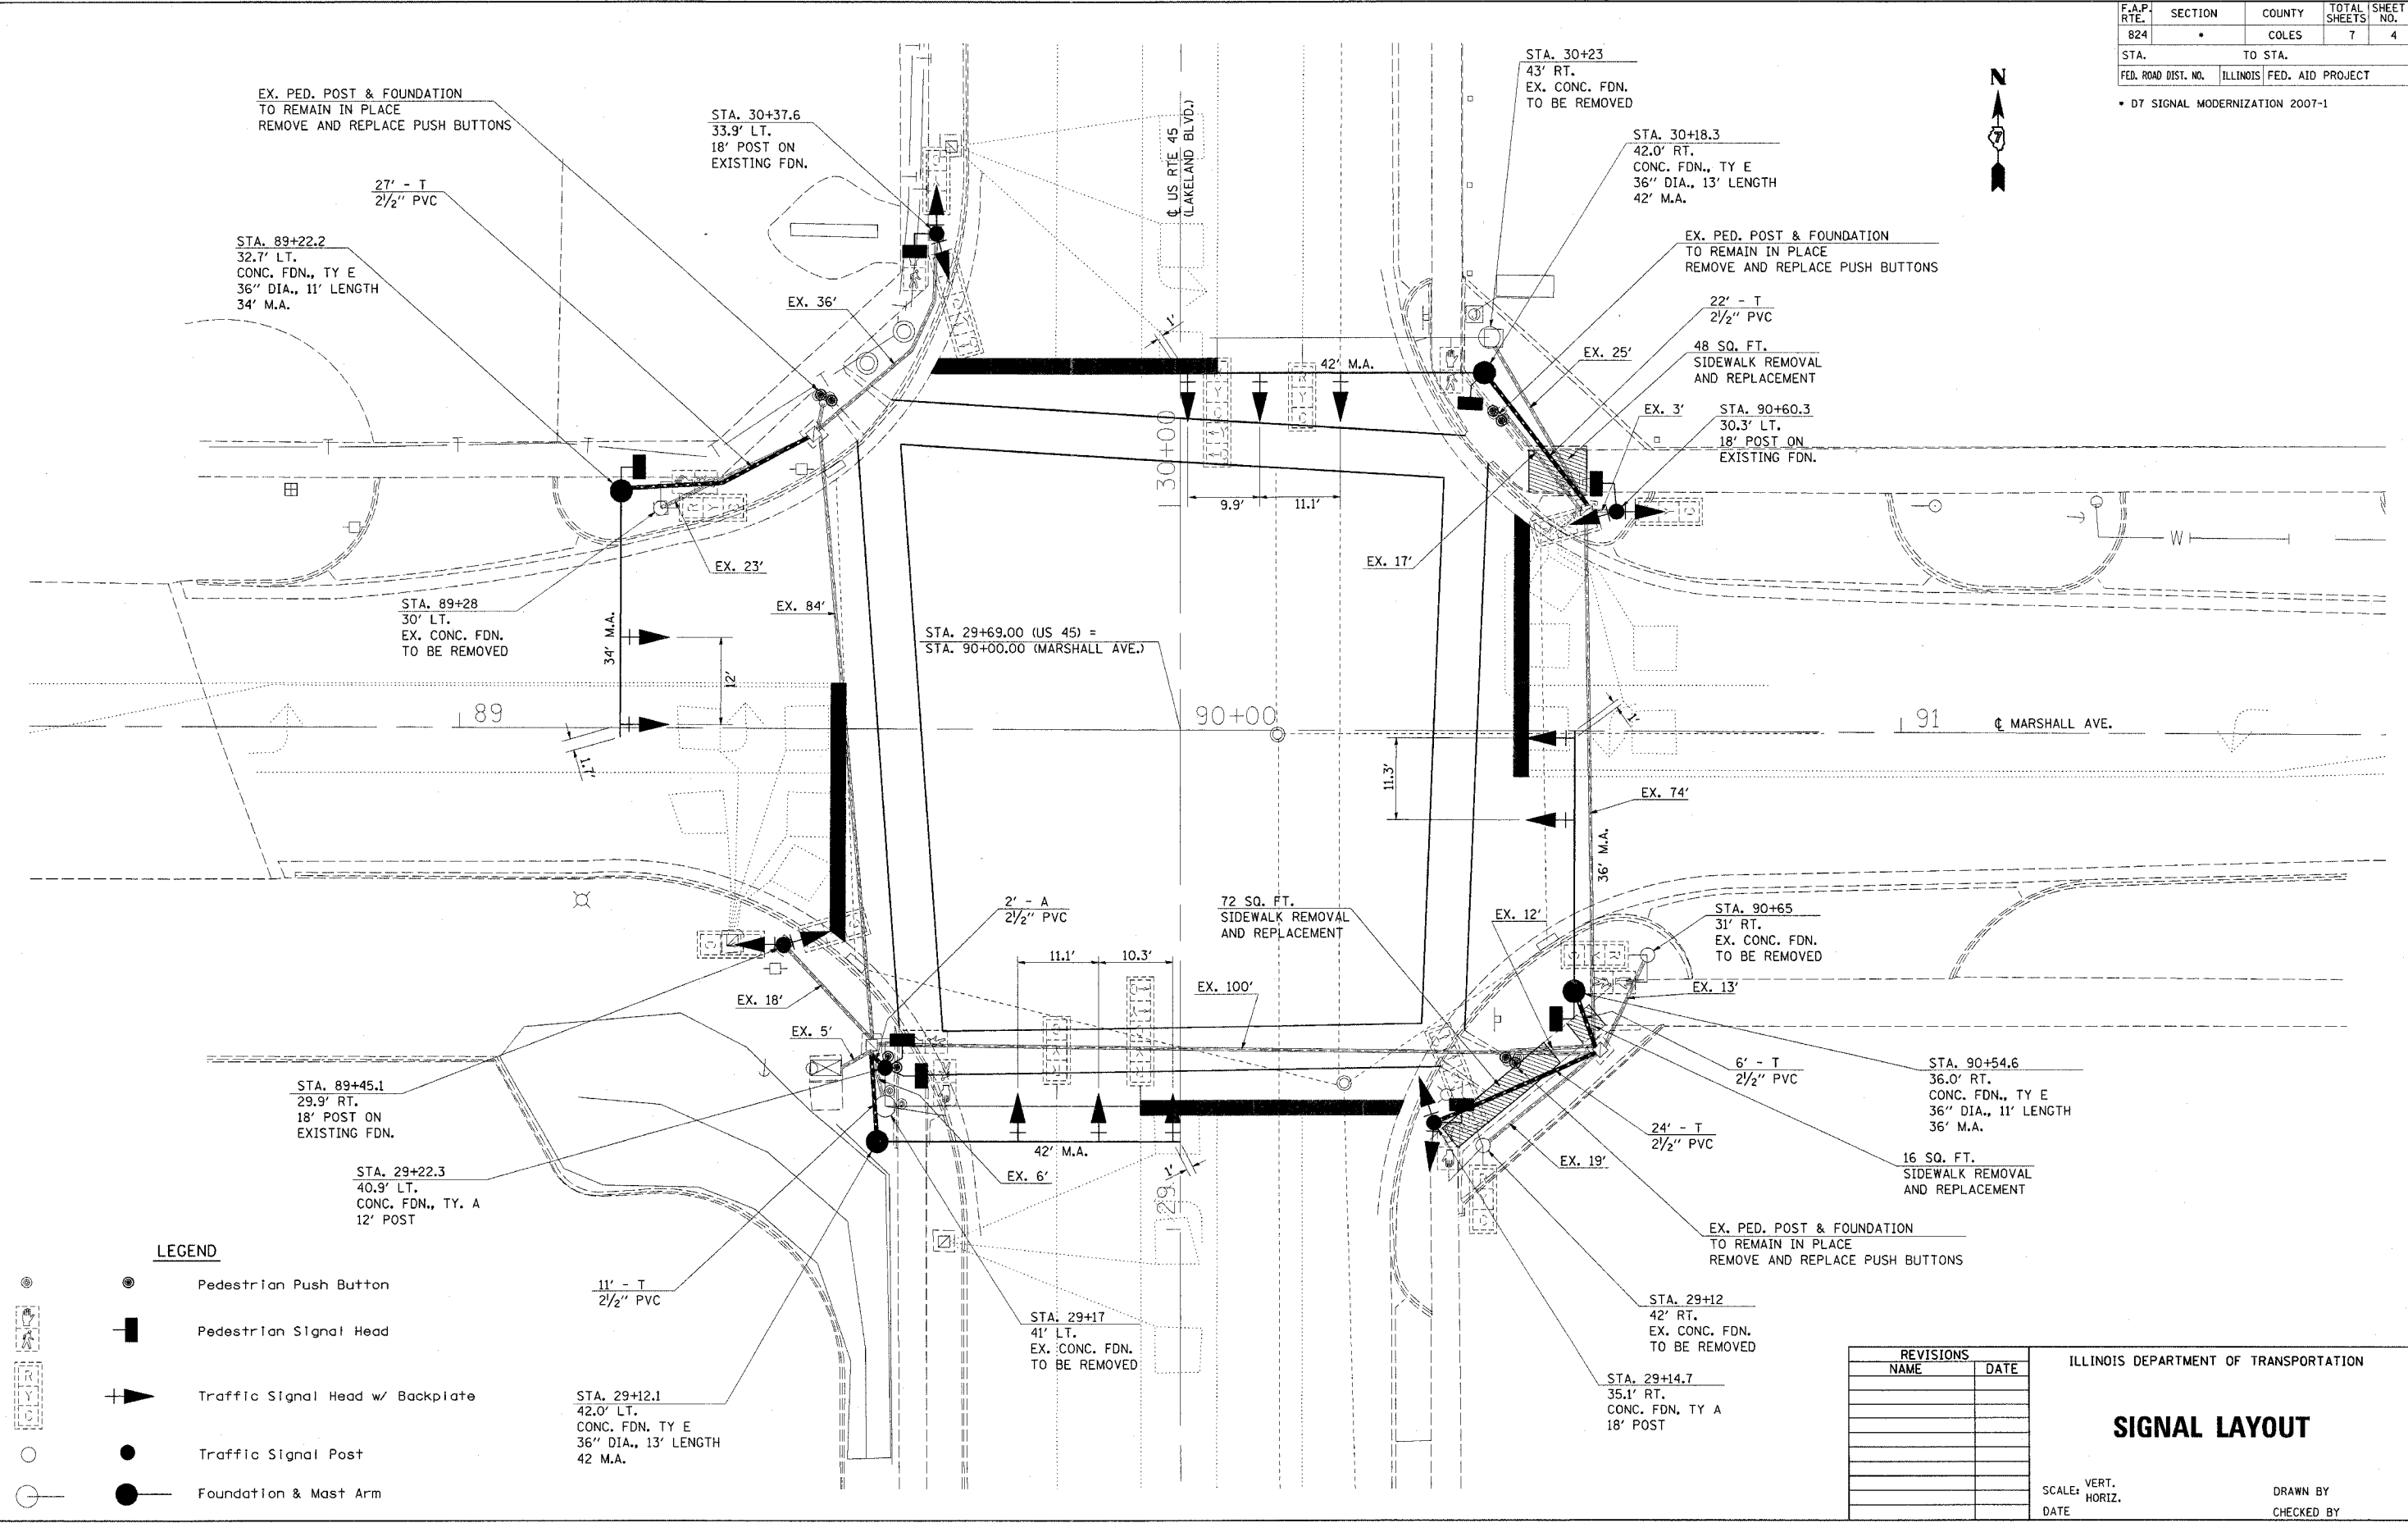 F.A.P. RTE. SECTION COUNTY TOTAL SHEETS SHEET NO.
824 • COLES 7 4
STA. TO STA.
FED. ROAD DIST. NO. ILLINOIS FED. AID PROJECT
• D7 SIGNAL MODERNIZATION 2007-1
N
7
EX. PED. POST & FOUNDATION
TO REMAIN IN PLACE
REMOVE AND REPLACE PUSH BUTTONS
27' - T
2 1/2" PVC
STA. 89+22.2
32.7' LT.
CONC. FDN., TY E
36" DIA., 11' LENGTH
34' M.A.
STA. 30+37.6
33.9' LT.
18' POST ON
EXISTING FDN.
EX. 36'
℄ US RTE 45
(LAKELAND BLVD.)
STA. 30+23
43' RT.
EX. CONC. FDN.
TO BE REMOVED
STA. 30+18.3
42.0' RT.
CONC. FDN., TY E
36" DIA., 13' LENGTH
42' M.A.
EX. PED. POST & FOUNDATION
TO REMAIN IN PLACE
REMOVE AND REPLACE PUSH BUTTONS
22' - T
2 1/2" PVC
EX. 25'
48 SQ. FT.
SIDEWALK REMOVAL
AND REPLACEMENT
EX. 3'
STA. 90+60.3
30.3' LT.
18' POST ON
EXISTING FDN.
1'
42' M.A.
30+00
9.9'
11.1'
EX. 17'
W
EX. 23'
STA. 89+28
30' LT.
EX. CONC. FDN.
TO BE REMOVED
34' M.A.
12'
EX. 84'
STA. 29+69.00 (US 45) =
STA. 90+00.00 (MARSHALL AVE.)
89
90+00
91
℄ MARSHALL AVE.
1.7'
1'
11.3'
EX. 74'
36' M.A.
2' - A
2 1/2" PVC
72 SQ. FT.
SIDEWALK REMOVAL
AND REPLACEMENT
EX. 12'
STA. 90+65
31' RT.
EX. CONC. FDN.
TO BE REMOVED
11.1'
10.3'
EX. 18'
EX. 5'
EX. 100'
EX. 13'
STA. 89+45.1
29.9' RT.
18' POST ON
EXISTING FDN.
6' - T
2 1/2" PVC
STA. 90+54.6
36.0' RT.
CONC. FDN., TY E
36" DIA., 11' LENGTH
36' M.A.
24' - T
2 1/2" PVC
42' M.A.
1'
29
EX. 6'
EX. 19'
16 SQ. FT.
SIDEWALK REMOVAL
AND REPLACEMENT
STA. 29+22.3
40.9' LT.
CONC. FDN., TY. A
12' POST
EX. PED. POST & FOUNDATION
TO REMAIN IN PLACE
REMOVE AND REPLACE PUSH BUTTONS
11' - T
2 1/2" PVC
STA. 29+17
41' LT.
EX. CONC. FDN.
TO BE REMOVED
STA. 29+12
42' RT.
EX. CONC. FDN.
TO BE REMOVED
STA. 29+12.1
42.0' LT.
CONC. FDN. TY E
36" DIA., 13' LENGTH
42 M.A.
STA. 29+14.7
35.1' RT.
CONC. FDN. TY A
18' POST
LEGEND
Pedestrian Push Button
Pedestrian Signal Head
R Y G
Traffic Signal Head w/ Backplate
Traffic Signal Post
Foundation & Mast Arm
REVISIONS
NAME DATE
ILLINOIS DEPARTMENT OF TRANSPORTATION
SIGNAL LAYOUT
SCALE: VERT.
HORIZ.
DATE
DRAWN BY
CHECKED BY